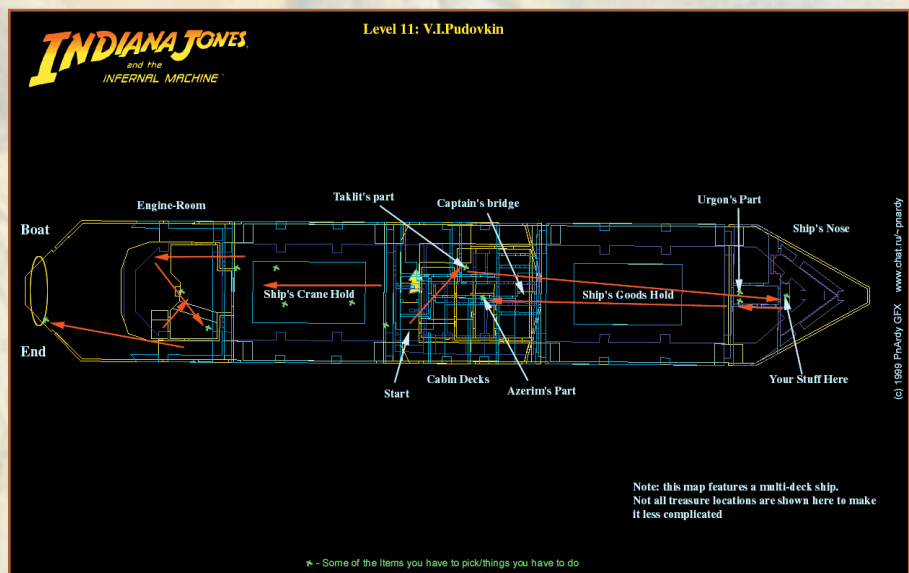 Level 11: V.I.Pudovkin
INDIANA JONES
and the
INFERNAL MACHINE
Taklit's part
Captain's bridge
Urgon's Part
Engine-Room
Boat
Ship's Nose
Ship's Crane Hold
Ship's Goods Hold
End
Start
Cabin Decks
Azerim's Part
Your Stuff Here
(c) 1999 PnArdy GFX www.chat.ru/~pnardy
Note: this map features a multi-deck ship.
Not all treasure locations are shown here to make
it less complicated
- Some of the Items you have to pick/things you have to do